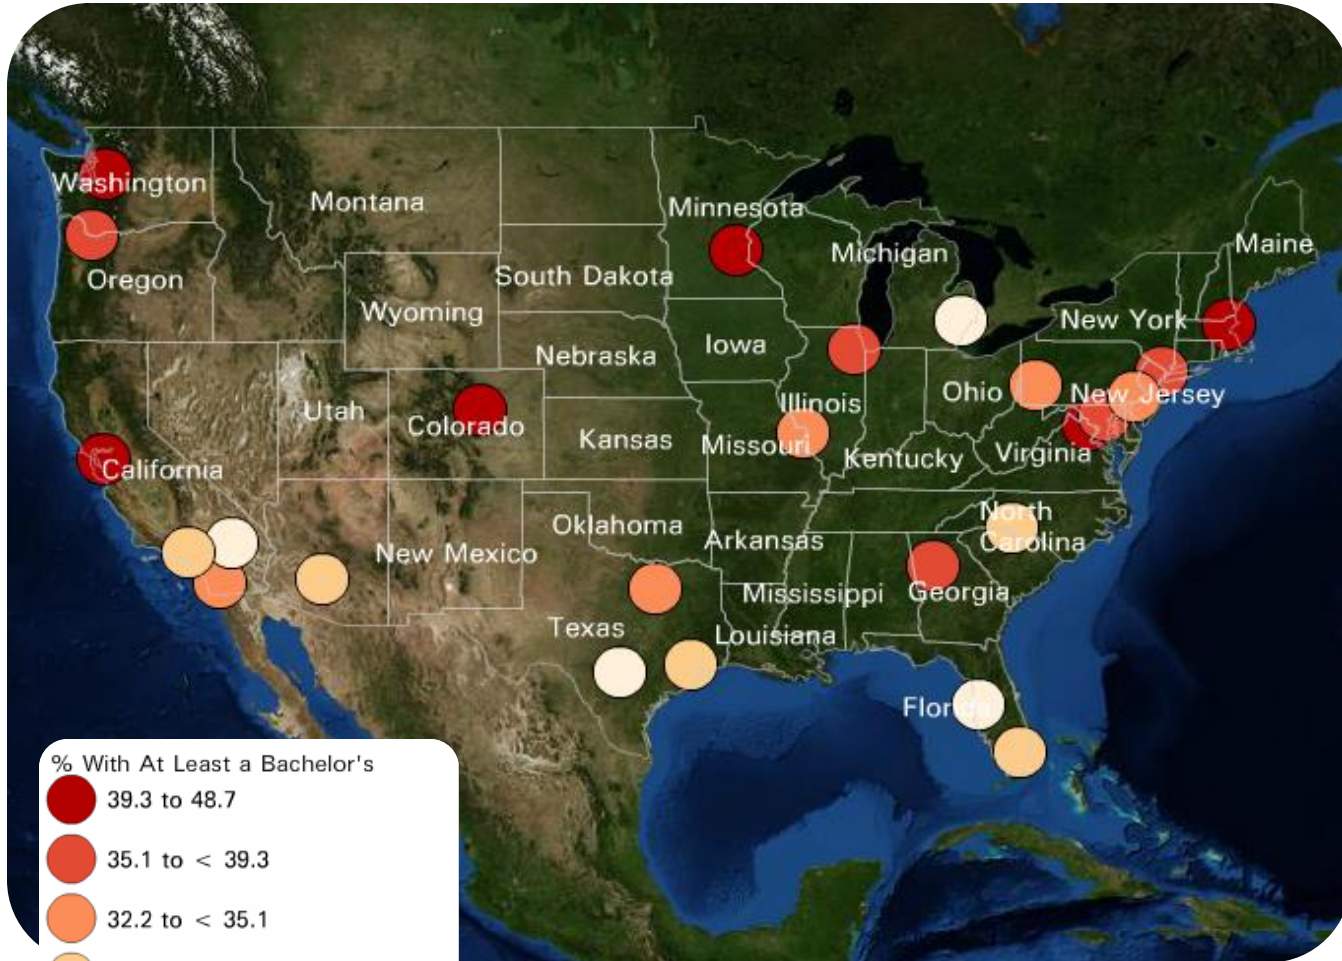 Washington
Montana
Minnesota
Maine
Michigan
Oregon
South Dakota
Wyoming
New York
Iowa
Nebraska
Ohio
New Jersey
Utah
Illinois
Colorado
Kansas
Missouri
Virginia
Kentucky
California
North
Carolina
Oklahoma
Arkansas
New Mexico
Mississippi
Georgia
Texas
Louisiana
Flori
% With At Least a Bachelor's
39.3 to 48.7
35.1 to < 39.3
32.2 to < 35.1